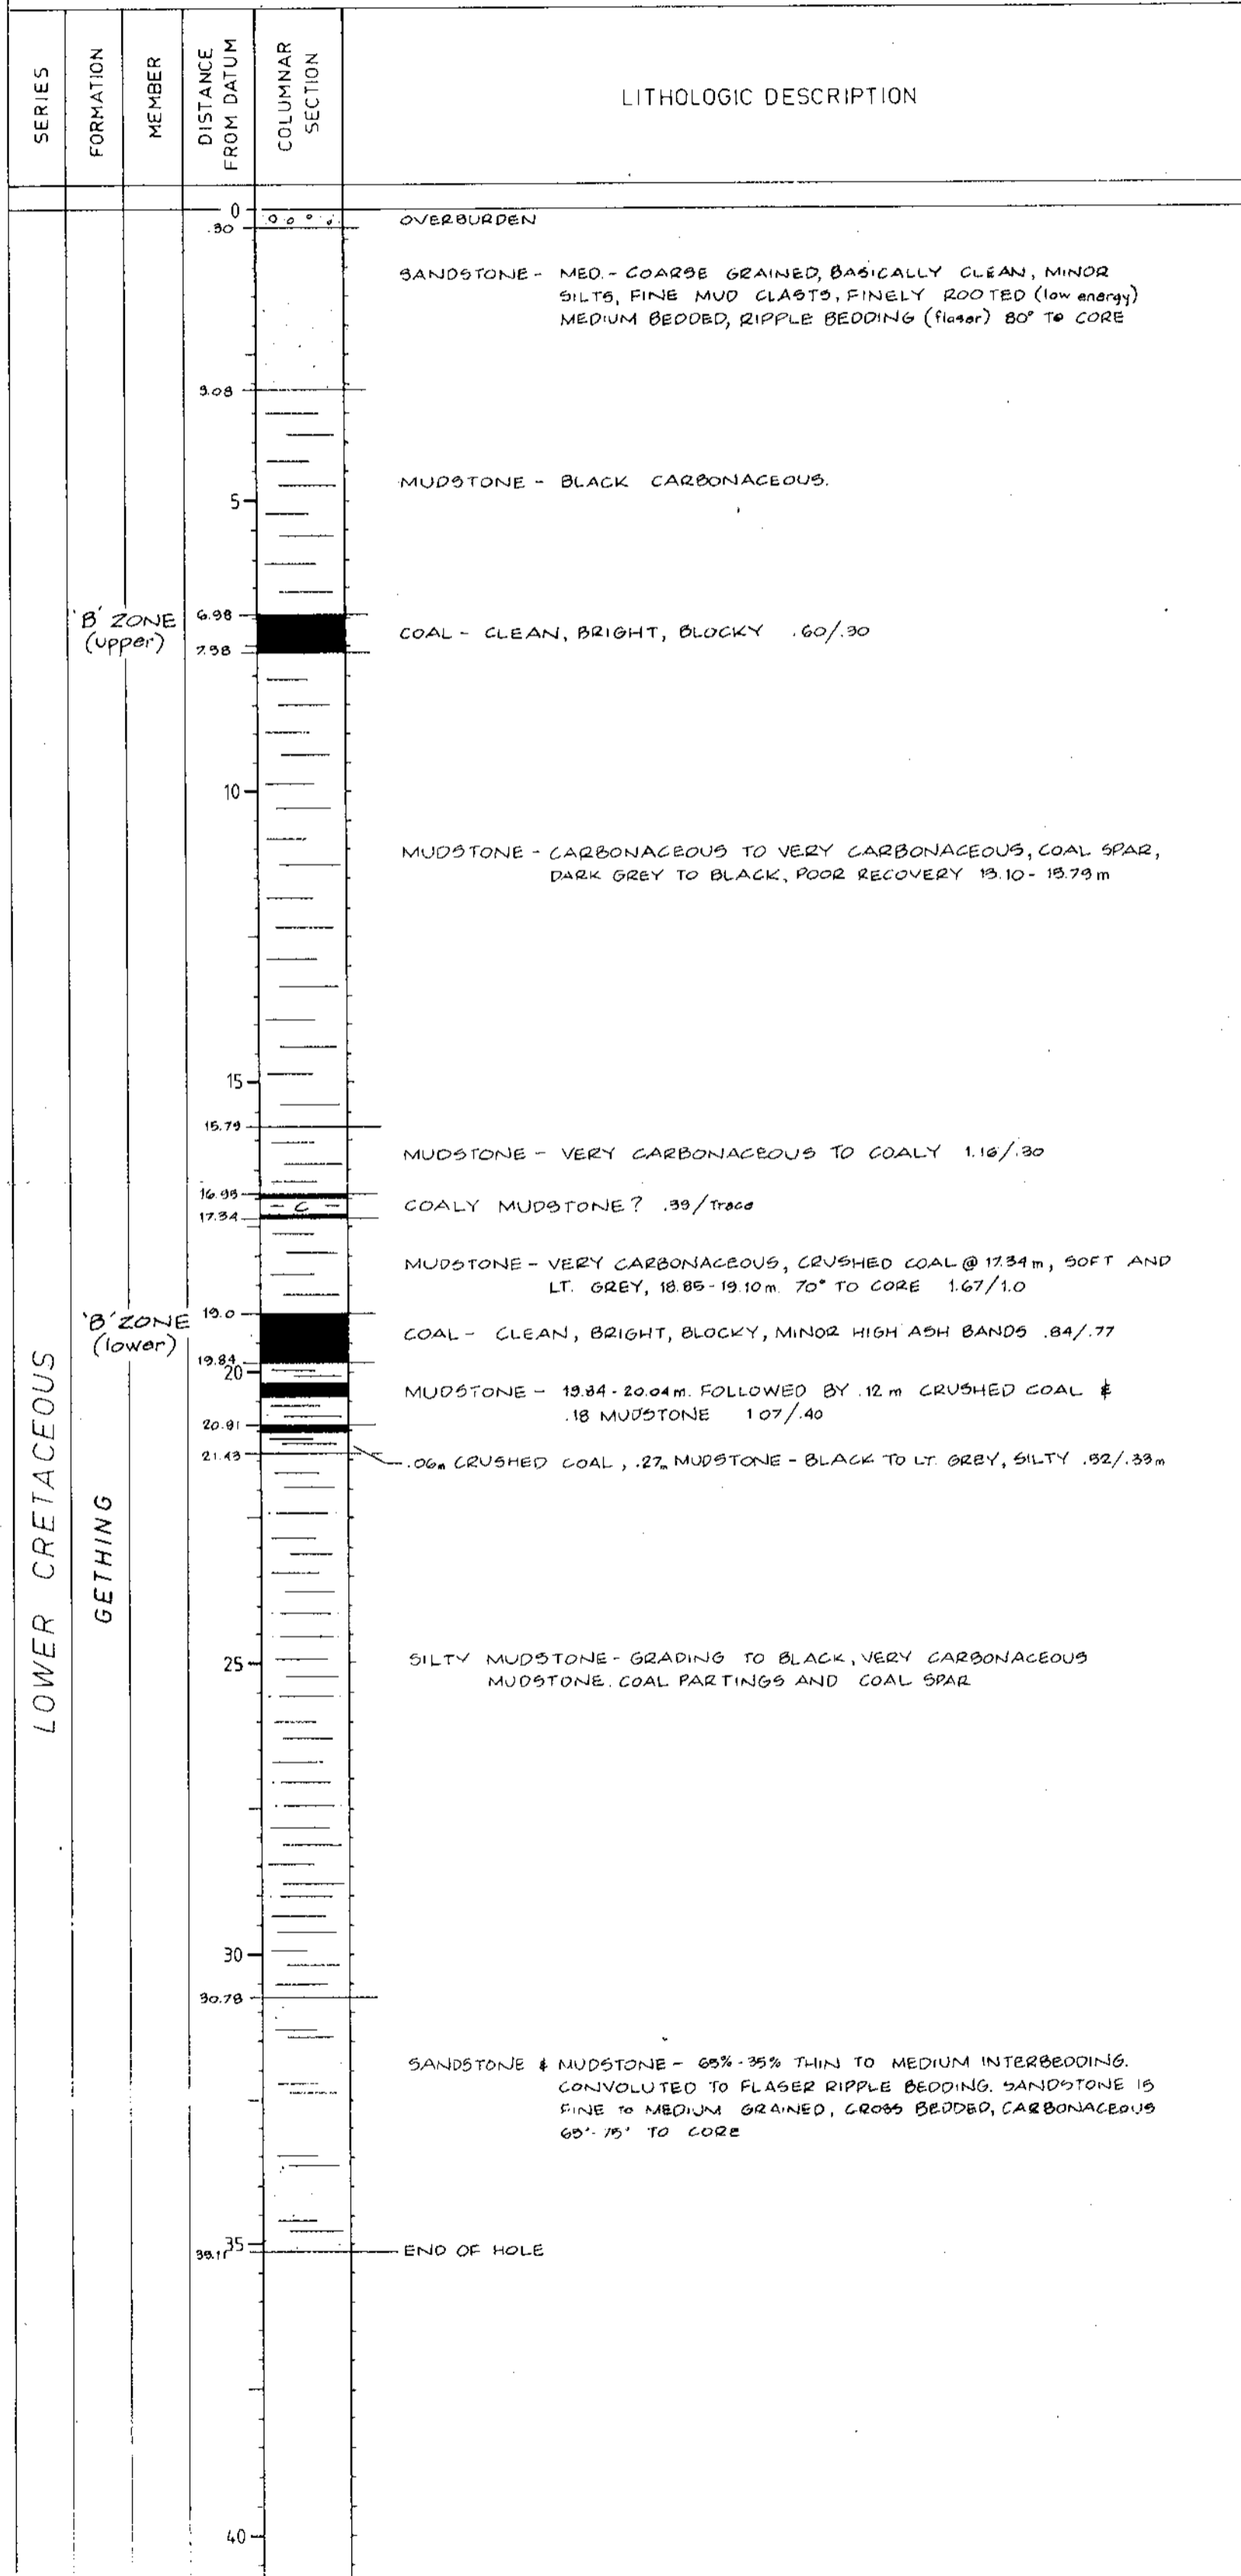 SERIES
FORMATION
MEMBER
DISTANCE
FROM DATUM
COLUMNAR
SECTION
LITHOLOGIC DESCRIPTION
0
.30
OVERBURDEN
SANDSTONE - MED. - COARSE GRAINED, BASICALLY CLEAN, MINOR
SILTS, FINE MUD CLASTS, FINELY ROOTED (low energy)
MEDIUM BEDDED, RIPPLE BEDDING (flaser) 80° TO CORE
3.08
MUDSTONE - BLACK CARBONACEOUS.
5
'B' ZONE
(upper)
6.98
7.58
COAL - CLEAN, BRIGHT, BLOCKY .60/.30
10
MUDSTONE - CARBONACEOUS TO VERY CARBONACEOUS, COAL SPAR,
DARK GREY TO BLACK, POOR RECOVERY 13.10 - 15.79 m
15
15.79
MUDSTONE - VERY CARBONACEOUS TO COALY 1.16/.30
16.95
- C -
COALY MUDSTONE? .39/Trace
17.34
MUDSTONE - VERY CARBONACEOUS, CRUSHED COAL @ 17.34m, SOFT AND
LT. GREY, 18.85 - 19.10m. 70° TO CORE 1.67/1.0
'B' ZONE
(lower)
19.0
COAL - CLEAN, BRIGHT, BLOCKY, MINOR HIGH ASH BANDS .84/.77
19.84
20
MUDSTONE - 19.84 - 20.04m. FOLLOWED BY .12 m CRUSHED COAL &
.18 MUDSTONE 1 07/.40
20.91
21.43
.06m CRUSHED COAL, .27m MUDSTONE - BLACK TO LT. GREY, SILTY .52/.33m
LOWER CRETACEOUS
GETHING
25
SILTY MUDSTONE - GRADING TO BLACK, VERY CARBONACEOUS
MUDSTONE. COAL PARTINGS AND COAL SPAR
30
30.78
SANDSTONE & MUDSTONE - 65% - 35% THIN TO MEDIUM INTERBEDDING.
CONVOLUTED TO FLASER RIPPLE BEDDING. SANDSTONE IS
FINE TO MEDIUM GRAINED, CROSS BEDDED, CARBONACEOUS
65° - 75° TO CORE
35
35.11
END OF HOLE
40